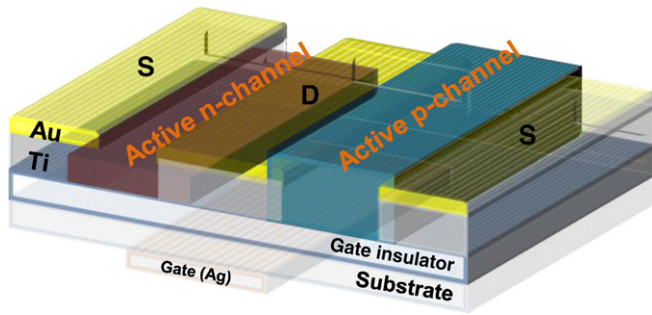 S
Active n-channel
D
Active p-channel
S
Au
Ti
Gate insulator
Gate (Ag)
Substrate